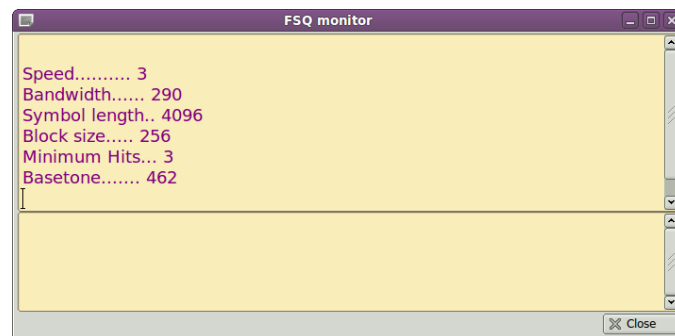 FSQ monitor
Speed.......... 3
Bandwidth...... 290
Symbol length.. 4096
Block size..... 256
Minimum Hits... 3
Basetone....... 462
Close